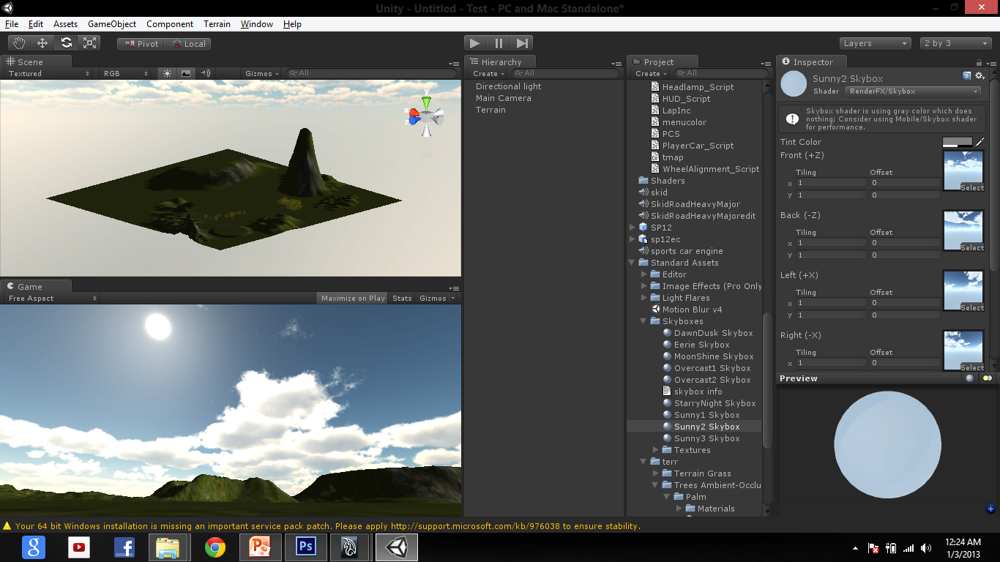 Unity - Untitled - Test - PC and Mac Standalone*
File Edit Assets GameObject Component Terrain Window Help
Pivot Local Layers 2 by 3
Scene
Textured RGB Gizmos All
y
x
z
Iso
Game
Free Aspect Maximize on Play Stats Gizmos
Hierarchy
Create All
Directional light
Main Camera
Terrain
Project
Create All
Headlamp_Script
HUD_Script
LapInc
menucolor
PCS
PlayerCar_Script
tmap
WheelAlignment_Script
Shaders
skid
SkidRoadHeavyMajor
SkidRoadHeavyMajoredit
SP12
sp12ec
sports car engine
Standard Assets
Editor
Image Effects (Pro Only
Light Flares
Motion Blur v4
Skyboxes
DawnDusk Skybox
Eerie Skybox
MoonShine Skybox
Overcast1 Skybox
Overcast2 Skybox
skybox info
StarryNight Skybox
Sunny1 Skybox
Sunny2 Skybox
Sunny3 Skybox
Textures
terr
Terrain Grass
Trees Ambient-Occlu
Palm
Materials
Inspector
Sunny2 Skybox
Shader RenderFX/Skybox
Skybox shader is using gray color which does
nothing; Consider using Mobile/Skybox shader
for performance.
Tint Color
Front (+Z)
Tiling Offset
x 1 0
y 1 0
Select
Back (-Z)
Tiling Offset
x 1 0
y 1 0
Select
Left (+X)
Tiling Offset
x 1 0
y 1 0
Select
Right (-X)
Tiling Offset
x 1 0
Select
Preview
Your 64 bit Windows installation is missing an important service pack patch. Please apply http://support.microsoft.com/kb/976038 to ensure stability.
g
f
P
Ps
12:24 AM
1/3/2013